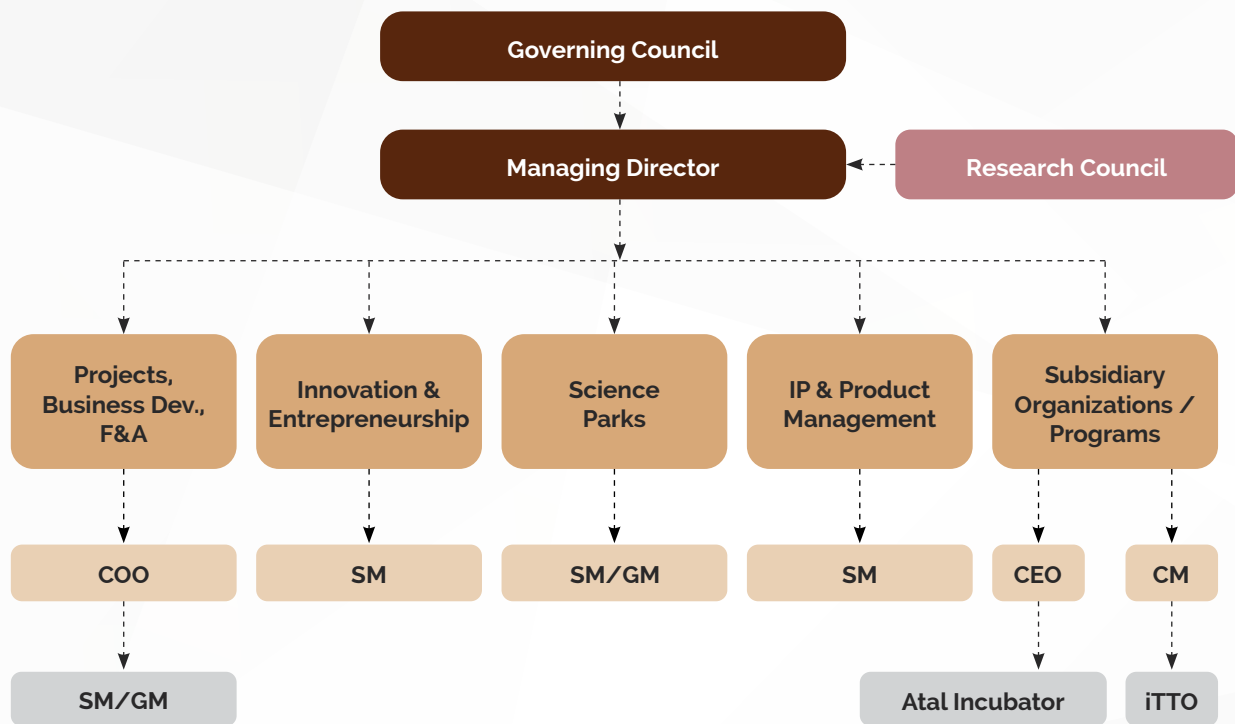 Governing Council
Managing Director
Research Council
Projects,
Business Dev.,
F&A
Innovation &
Entrepreneurship
Science
Parks
IP & Product
Management
Subsidiary
Organizations /
Programs
COO
SM
SM/GM
SM
CEO
CM
SM/GM
Atal Incubator
iTTO